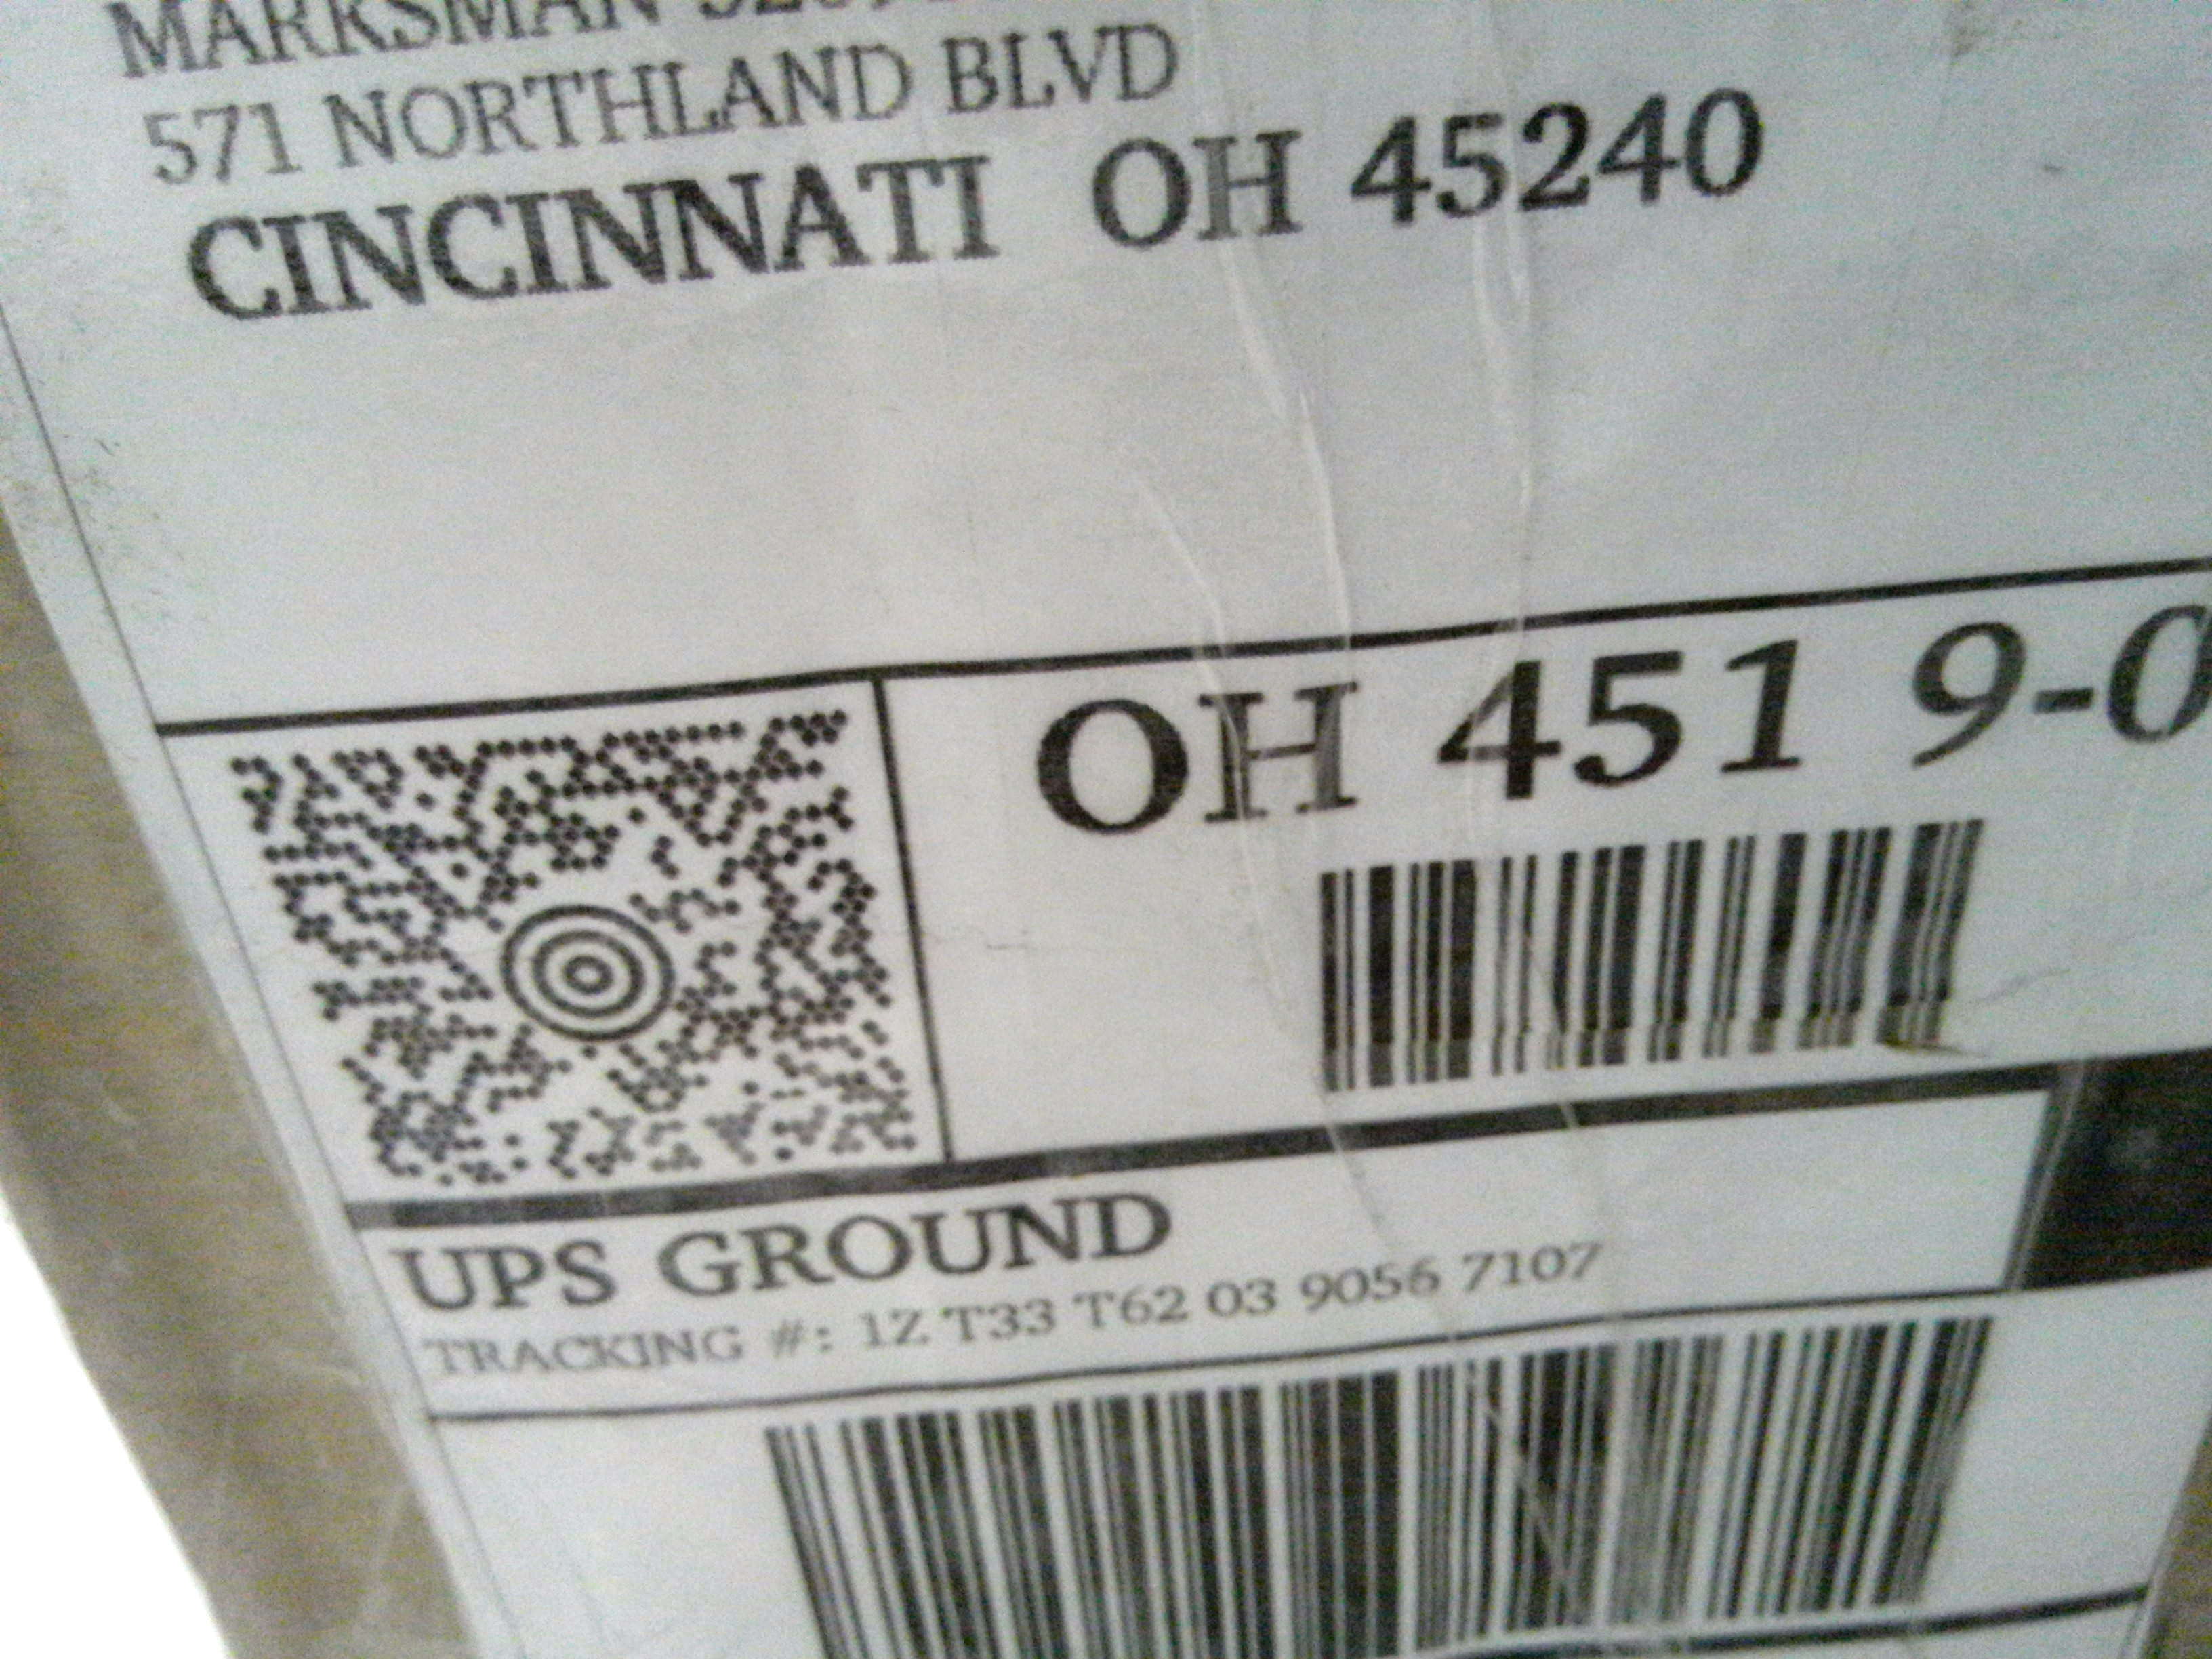 MARKSMAN
571 NORTHLAND BLVD
CINCINNATI OH 45240
OH 451 9-0
UPS GROUND
TRACKING #: 1Z T33 T62 03 9056 7107